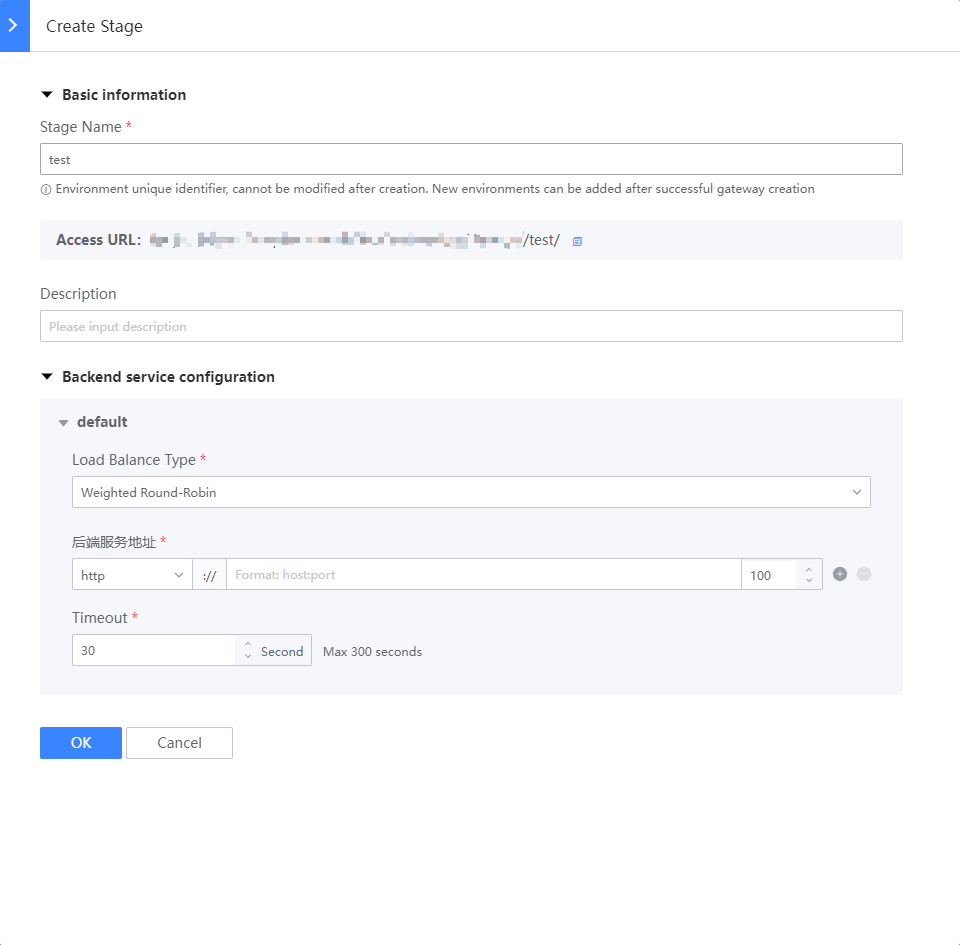 Create Stage
Basic information
Stage Name *
test
Environment unique identifier, cannot be modified after creation. New environments can be added after successful gateway creation
Access URL: /test/
Description
Please input description
Backend service configuration
default
Load Balance Type *
Weighted Round-Robin
后端服务地址 *
http :// Format: host:port 100
Timeout *
30 Second Max 300 seconds
OK Cancel